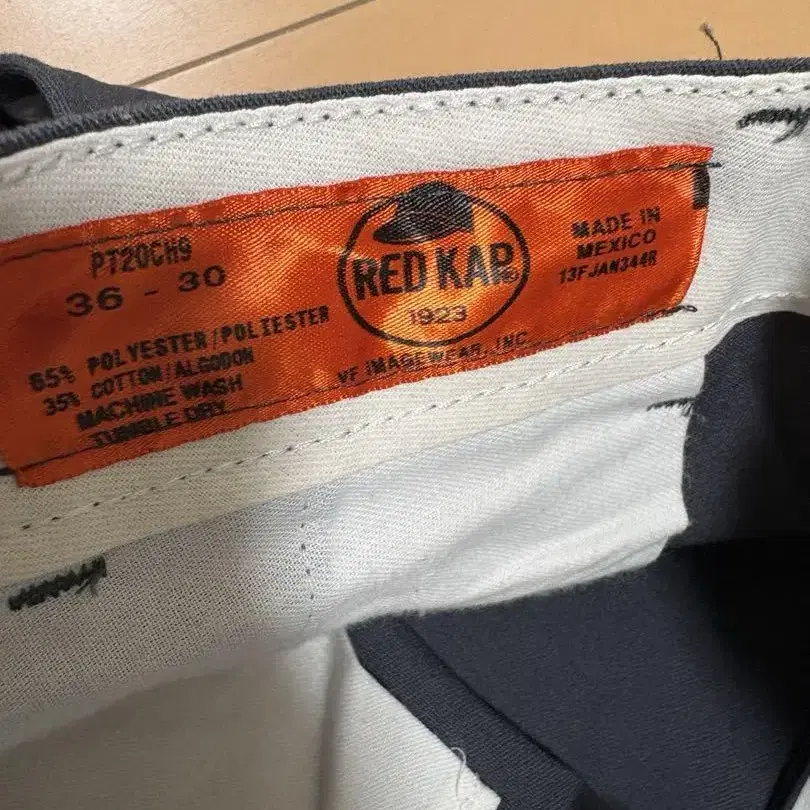 PT20CH9
36 - 30
65% POLYESTER/POLIESTER
35% COTTON/ALGODON
MACHINE WASH
TUMBLE DRY
RED KAP®
1923
VF IMAGEWEAR, INC.
MADE IN
MEXICO
13FJAN344R